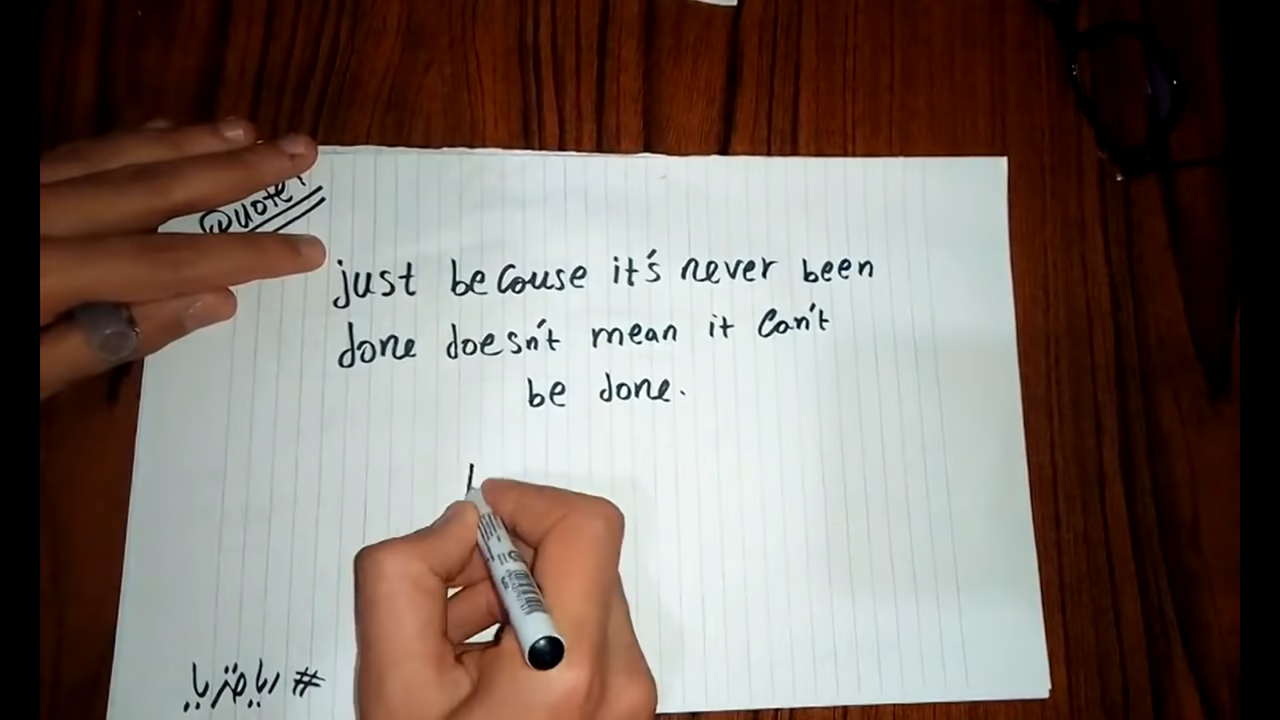 Quote
just beCouse it's never been
done doesn't mean it Can't
be done.